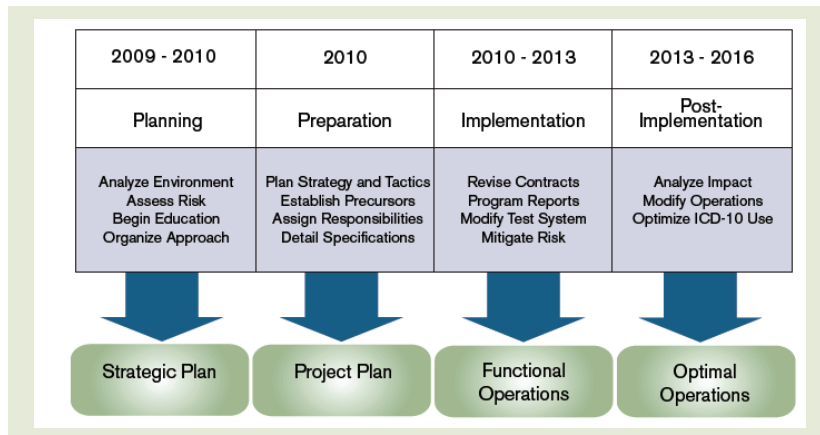 2009 - 2010
2010
2010 - 2013
2013 - 2016
Planning
Preparation
Implementation
Post-
Implementation
Analyze Environment
Assess Risk
Begin Education
Organize Approach
Plan Strategy and Tactics
Establish Precursors
Assign Responsibilities
Detail Specifications
Revise Contracts
Program Reports
Modify Test System
Mitigate Risk
Analyze Impact
Modify Operations
Optimize ICD-10 Use
Strategic Plan
Project Plan
Functional
Operations
Optimal
Operations